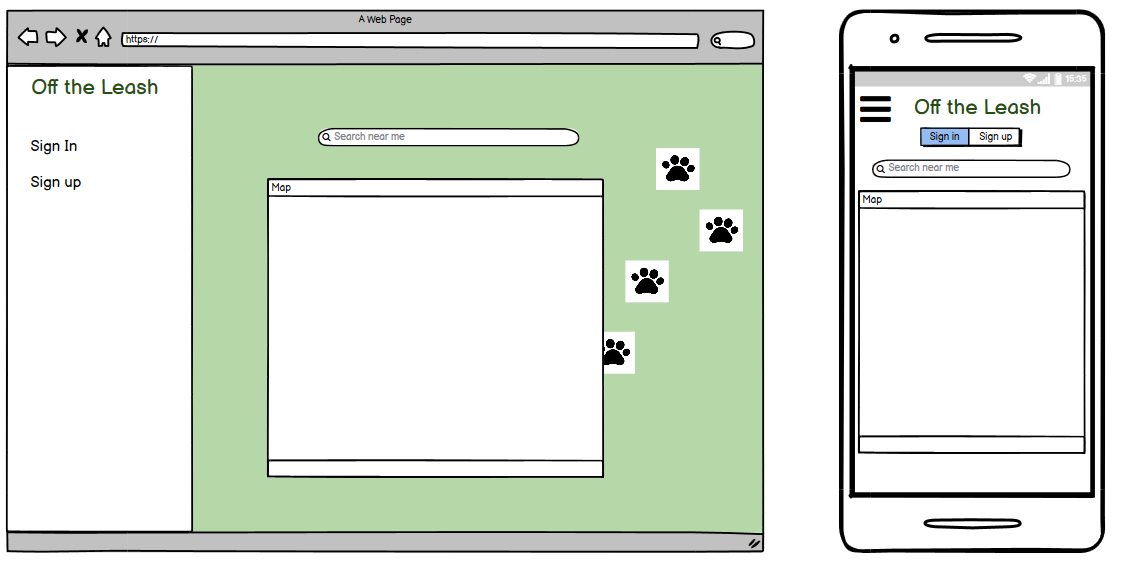 A Web Page
https://
Off the Leash
Sign In
Sign up
Search near me
Map
15:35
Off the Leash
Sign in
Sign up
Search near me
Map